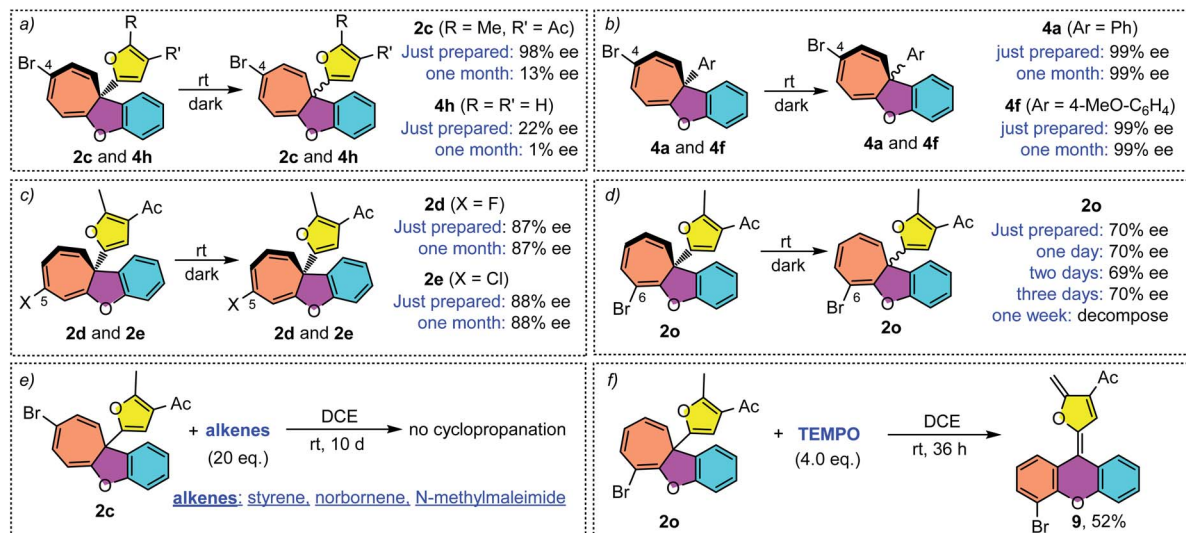 a)
R
R'
O
Br
4
O
2c and 4h
rt
dark
R
R'
O
Br
4
O
2c and 4h
2c (R = Me, R' = Ac)
Just prepared: 98% ee
one month: 13% ee
4h (R = R' = H)
Just prepared: 22% ee
one month: 1% ee
b)
Br
4
Ar
O
4a and 4f
rt
dark
Br
4
Ar
O
4a and 4f
4a (Ar = Ph)
just prepared: 99% ee
one month: 99% ee
4f (Ar = 4-MeO-C6H4)
just prepared: 99% ee
one month: 99% ee
c)
Ac
O
X
5
O
2d and 2e
rt
dark
Ac
O
X
5
O
2d and 2e
2d (X = F)
Just prepared: 87% ee
one month: 87% ee
2e (X = Cl)
Just prepared: 88% ee
one month: 88% ee
d)
Ac
O
6
Br
O
2o
rt
dark
Ac
O
6
Br
O
2o
2o
Just prepared: 70% ee
one day: 70% ee
two days: 69% ee
three days: 70% ee
one week: decompose
e)
Br
O
Ac
O
2c
+ alkenes
(20 eq.)
DCE
rt, 10 d
no cyclopropanation
alkenes: styrene, norbornene, N-methylmaleimide
f)
O
Ac
Br
O
2o
+ TEMPO
(4.0 eq.)
DCE
rt, 36 h
Ac
O
O
Br
9, 52%